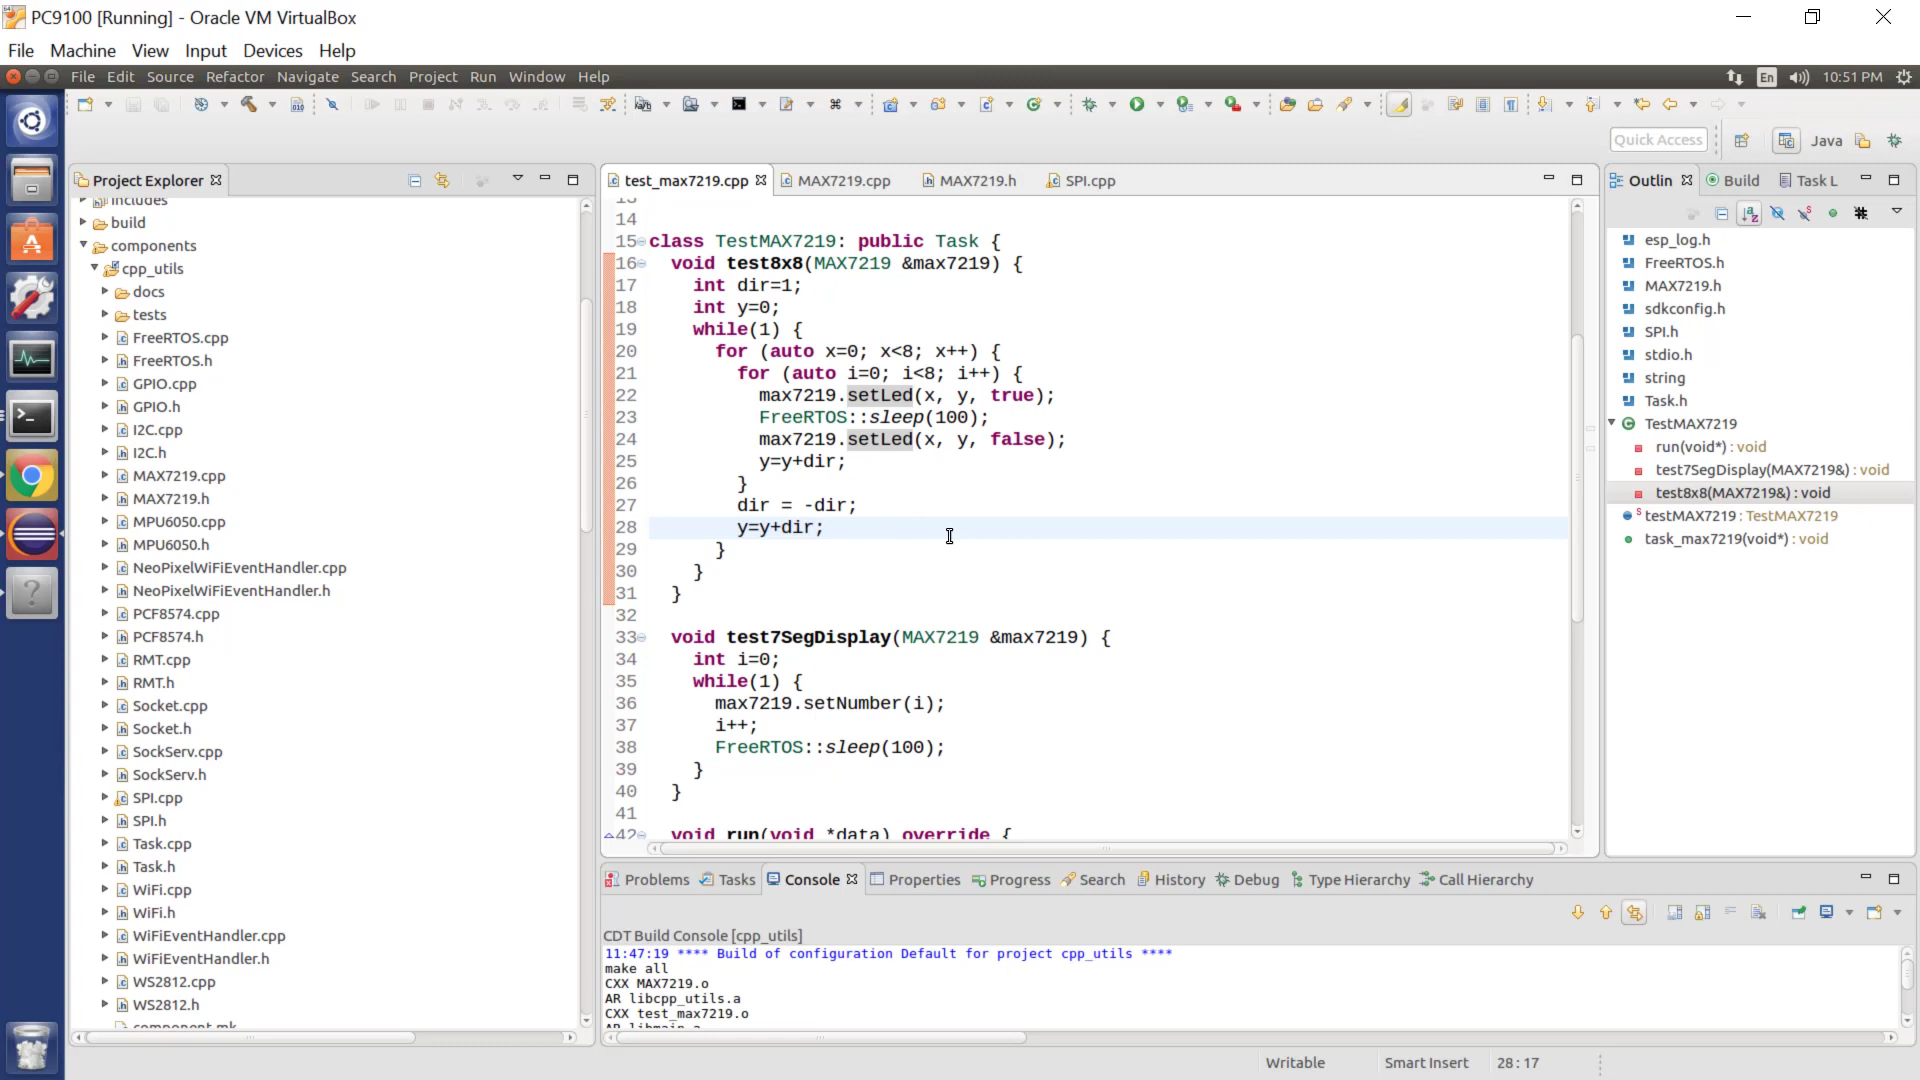 PC9100 [Running] - Oracle VM VirtualBox
File Machine View Input Devices Help
File Edit Source Refactor Navigate Search Project Run Window Help
En 10:51 PM
Quick Access
Java
Project Explorer
includes
build
components
cpp_utils
docs
tests
FreeRTOS.cpp
FreeRTOS.h
GPIO.cpp
GPIO.h
I2C.cpp
I2C.h
MAX7219.cpp
MAX7219.h
MPU6050.cpp
MPU6050.h
NeoPixelWiFiEventHandler.cpp
NeoPixelWiFiEventHandler.h
PCF8574.cpp
PCF8574.h
RMT.cpp
RMT.h
Socket.cpp
Socket.h
SockServ.cpp
SockServ.h
SPI.cpp
SPI.h
Task.cpp
Task.h
WiFi.cpp
WiFi.h
WiFiEventHandler.cpp
WiFiEventHandler.h
WS2812.cpp
WS2812.h
component.mk
test_max7219.cpp MAX7219.cpp MAX7219.h SPI.cpp
13
14
15 class TestMAX7219: public Task {
16 void test8x8(MAX7219 &max7219) {
17 int dir=1;
18 int y=0;
19 while(1) {
20 for (auto x=0; x<8; x++) {
21 for (auto i=0; i<8; i++) {
22 max7219.setLed(x, y, true);
23 FreeRTOS::sleep(100);
24 max7219.setLed(x, y, false);
25 y=y+dir;
26 }
27 dir = -dir;
28 y=y+dir;
29 }
30 }
31 }
32
33 void test7SegDisplay(MAX7219 &max7219) {
34 int i=0;
35 while(1) {
36 max7219.setNumber(i);
37 i++;
38 FreeRTOS::sleep(100);
39 }
40 }
41
42 void run(void *data) override {
Outlin Build Task L
esp_log.h
FreeRTOS.h
MAX7219.h
sdkconfig.h
SPI.h
stdio.h
string
Task.h
TestMAX7219
run(void*) : void
test7SegDisplay(MAX7219&) : void
test8x8(MAX7219&) : void
testMAX7219 : TestMAX7219
task_max7219(void*) : void
Problems Tasks Console Properties Progress Search History Debug Type Hierarchy Call Hierarchy
CDT Build Console [cpp_utils]
11:47:19 **** Build of configuration Default for project cpp_utils ****
make all
CXX MAX7219.o
AR libcpp_utils.a
CXX test_max7219.o
AR libmain.a
Writable Smart Insert 28 : 17